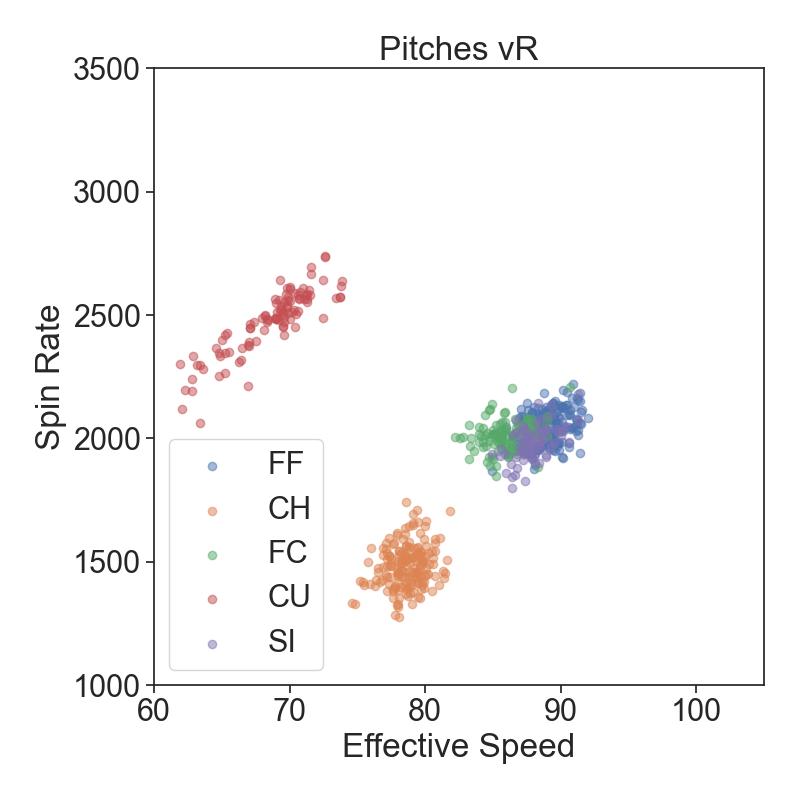 Pitches vR
3500
3000
2500
2000
1500
1000
Spin Rate
FF
CH
FC
CU
SI
60 70 80 90 100
Effective Speed